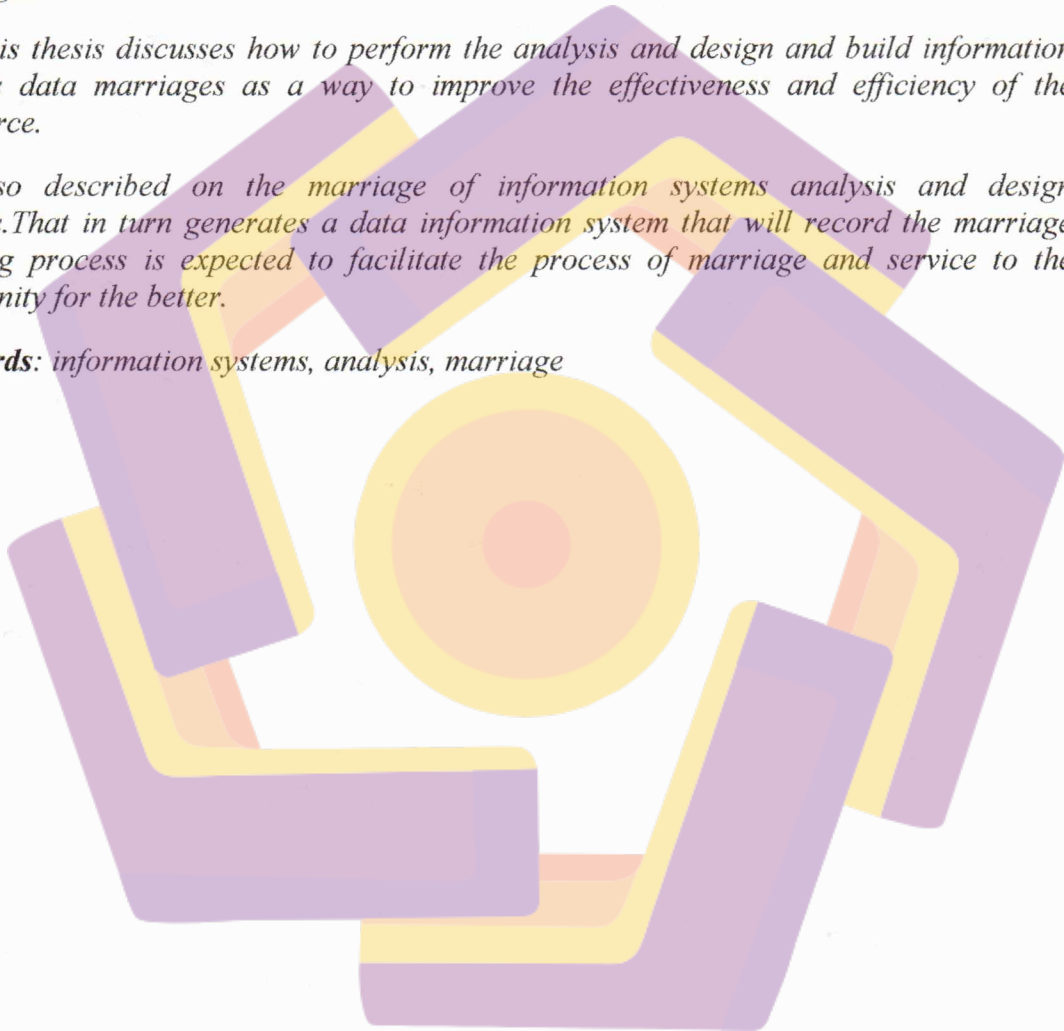 is thesis discusses how to perform the analysis and design and build information
data marriages as a way to improve the effectiveness and efficiency of the
rce.
so described on the marriage of information systems analysis and design
.That in turn generates a data information system that will record the marriage
g process is expected to facilitate the process of marriage and service to the
nity for the better.
rds: information systems, analysis, marriage